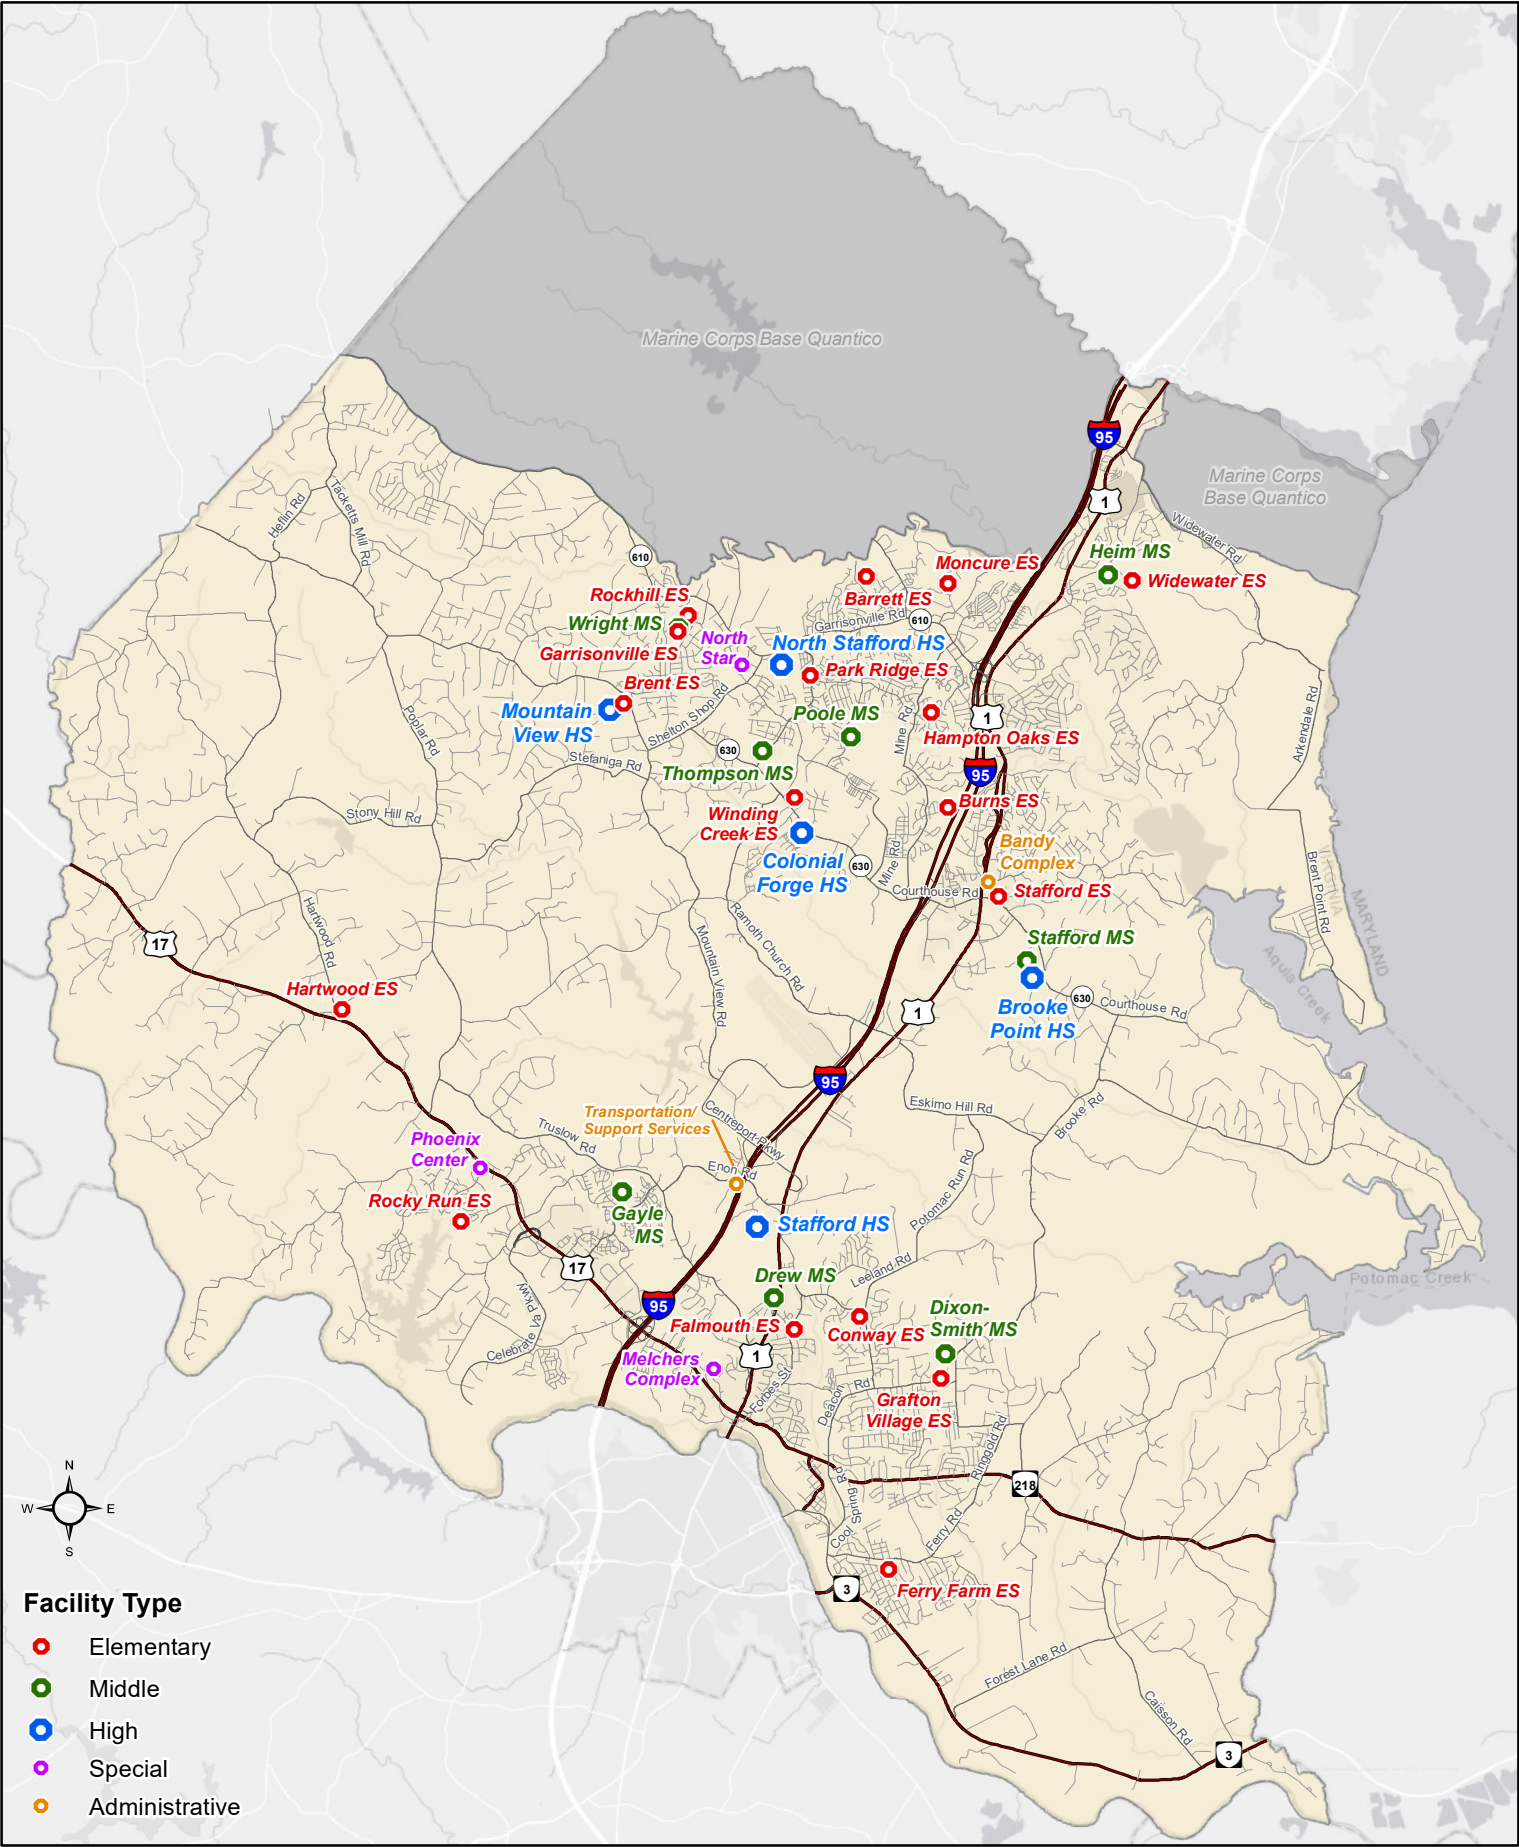 Marine Corps Base Quantico
95
Marine Corps
Base Quantico
1
Heflin Rd
Tacketts Mill Rd
Widewater Rd
610
Heim MS
Widewater ES
Moncure ES
Barrett ES
Rockhill ES
Garrisonville Rd
610
Wright MS
Garrisonville ES
North
Star
North Stafford HS
Park Ridge ES
Brent ES
Mountain
View HS
Shelton Shop Rd
Poplar Rd
Poole MS
Mine Rd
1
Hampton Oaks ES
Arkendale Rd
630
Stefaniga Rd
Thompson MS
95
Stony Hill Rd
Winding
Creek ES
Burns ES
Colonial
Forge HS
630
Mine Rd
Bandy
Complex
Courthouse Rd
Stafford ES
Brent Point Rd
VIRGINIA
MARYLAND
Hartwood Rd
Ramoth Church Rd
Mountain View Rd
17
Stafford MS
Aquia Creek
Hartwood ES
Brooke
Point HS
630
Courthouse Rd
1
95
Eskimo Hill Rd
Brooke Rd
Transportation/
Support Services
Centreport Pkwy
Truslow Rd
Phoenix
Center
Enon Rd
Potomac Run Rd
Rocky Run ES
Gayle
MS
Stafford HS
17
Drew MS
Leeland Rd
Potomac Creek
95
Celebrate Va Pkwy
Falmouth ES
Conway ES
Dixon-
Smith MS
1
Melchers
Complex
Forbes St
Deacon Rd
Grafton
Village ES
Ringgold Rd
N
W
E
S
218
Cool Spring Rd
Ferry Rd
3
Ferry Farm ES
Forest Lane Rd
Caisson Rd
3
Facility Type
Elementary
Middle
High
Special
Administrative